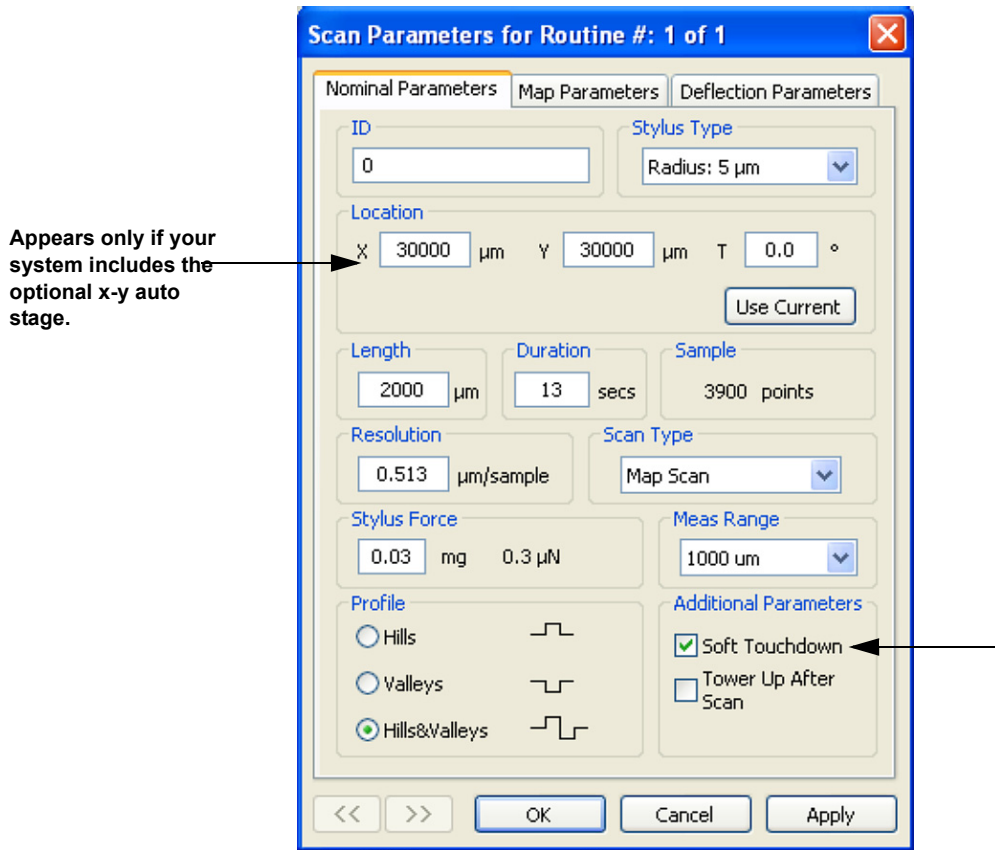 Scan Parameters for Routine #: 1 of 1
Nominal Parameters Map Parameters Deflection Parameters
ID Stylus Type
0 Radius: 5 µm
Appears only if your
system includes the
optional x-y auto
stage.
Location
X 30000 µm Y 30000 µm T 0.0 °
Use Current
Length Duration Sample
2000 µm 13 secs 3900 points
Resolution Scan Type
0.513 µm/sample Map Scan
Stylus Force Meas Range
0.03 mg 0.3 µN 1000 um
Profile Additional Parameters
Hills Soft Touchdown
Valleys Tower Up After
Scan
Hills&Valleys
<< >> OK Cancel Apply